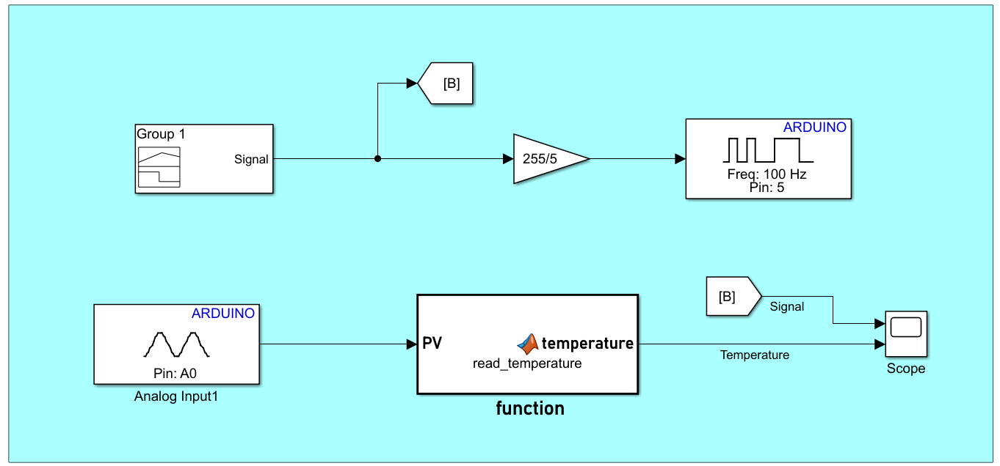 [B]
Group 1
Signal
255/5
ARDUINO
Freq: 100 Hz
Pin: 5
[B]
Signal
ARDUINO
Pin: A0
Analog Input1
PV
temperature
read_temperature
function
Temperature
Scope